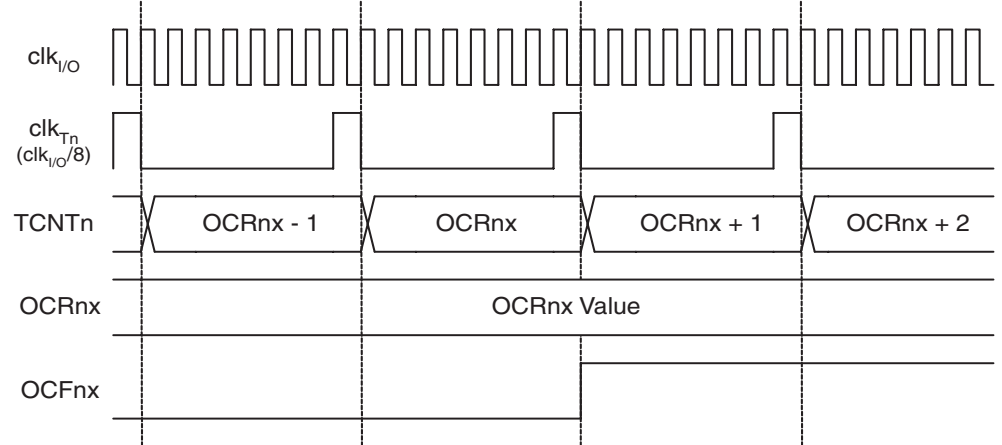 clkI/O
clkTn
(clkI/O/8)
TCNTn
OCRnx - 1
OCRnx
OCRnx + 1
OCRnx + 2
OCRnx
OCRnx Value
OCFnx